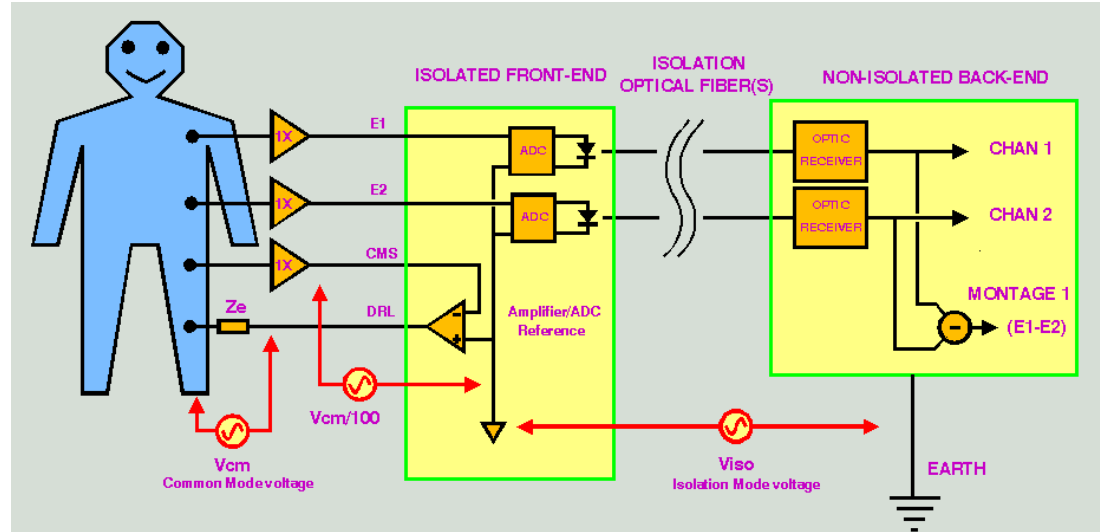 ISOLATED FRONT-END
ISOLATION
OPTICAL FIBER(S)
NON-ISOLATED BACK-END
1X
E1
ADC
OPTIC
RECEIVER
CHAN 1
1X
E2
ADC
OPTIC
RECEIVER
CHAN 2
1X
CMS
Ze
DRL
-
+
Amplifier/ADC
Reference
MONTAGE 1
-
(E1-E2)
Vcm/100
Vcm
Common Mode voltage
Viso
Isolation Mode voltage
EARTH